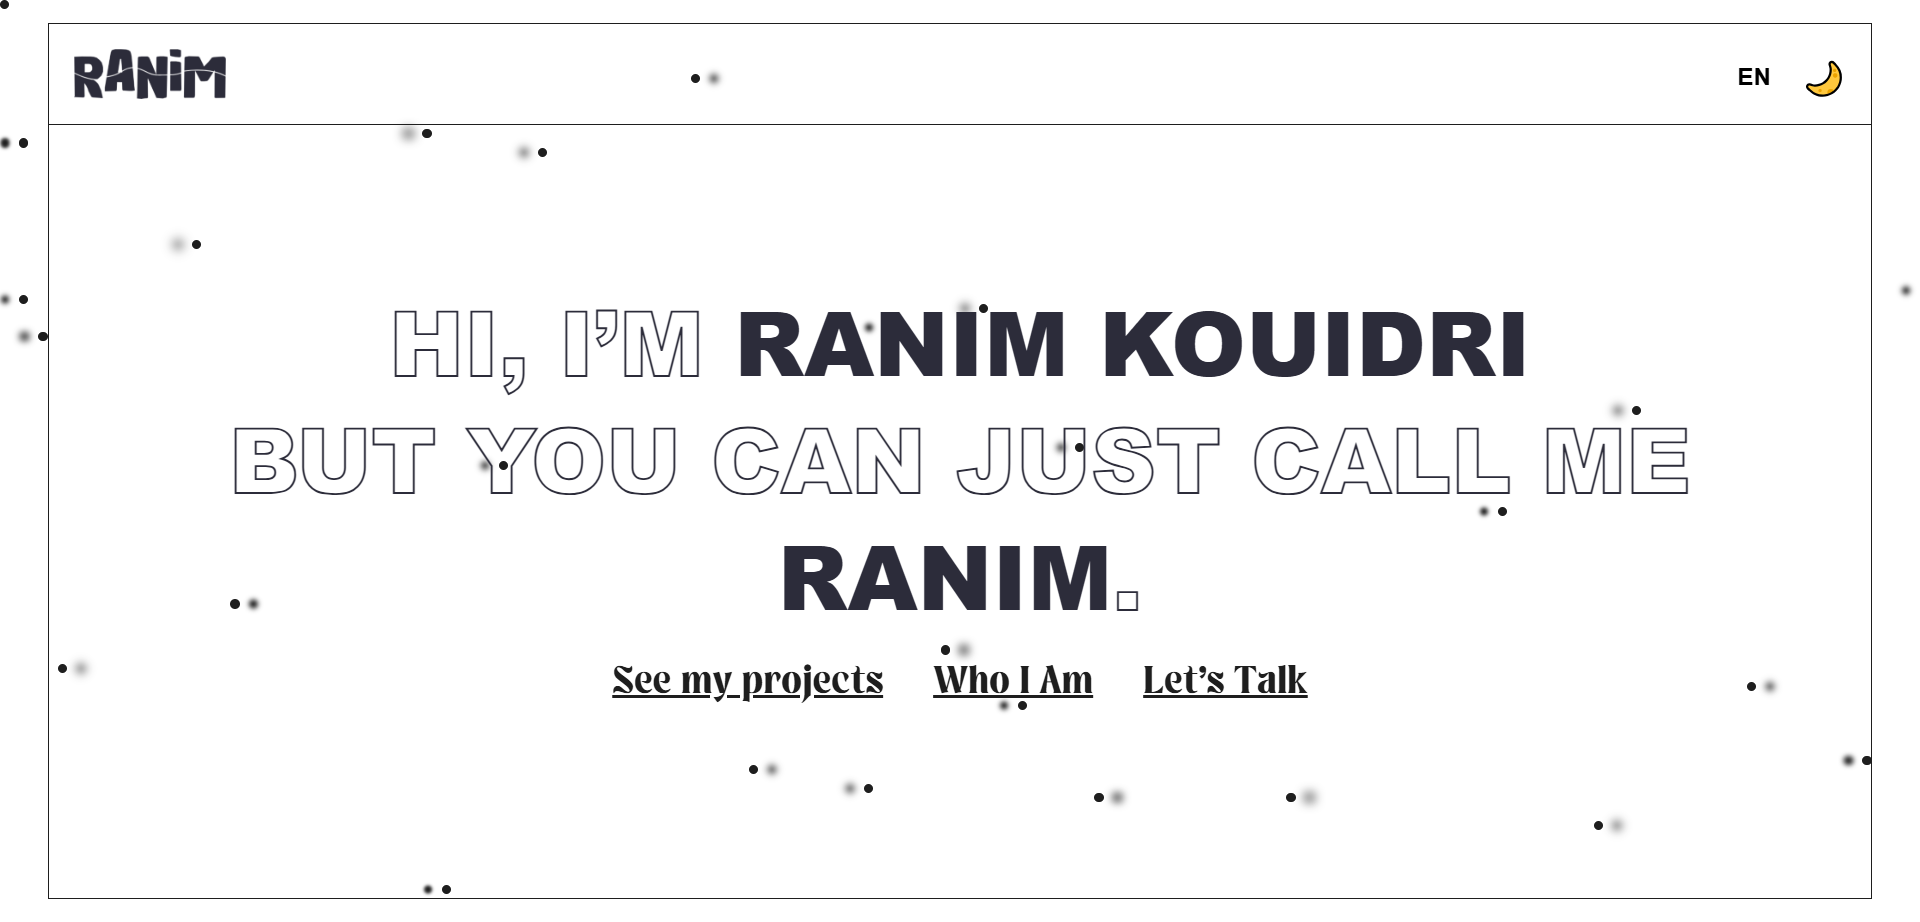 RANiM
EN
HI, I’M RANIM KOUIDRI
BUT YOU CAN JUST CALL ME
RANIM.
See my projects Who I Am Let’s Talk